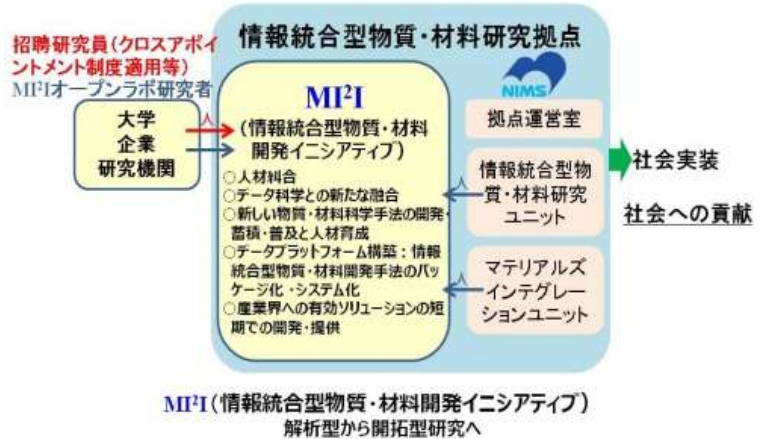 情報統合型物質・材料研究拠点
招聘研究員(クロスアポイ
ントメント制度適用等)
MI²Iオープンラボ研究者
大学
企業
研究機関
人
MI²I
(情報統合型物質・材料
開発イニシアティブ)
○人材糾合
○データ科学との新たな融合
○新しい物質・材料科学手法の開発・
蓄積・普及と人材育成
○データプラットフォーム構築：情報
統合型物質・材料開発手法のパッ
ケージ化・システム化
○産業界への有効ソリューションの短
期での開発・提供
NIMS
拠点運営室
人
情報統合型物
質・材料研究
ユニット
人
マテリアルズ
インテグレー
ションユニット
社会実装
社会への貢献
MI²I(情報統合型物質・材料開発イニシアティブ)
解析型から開拓型研究へ